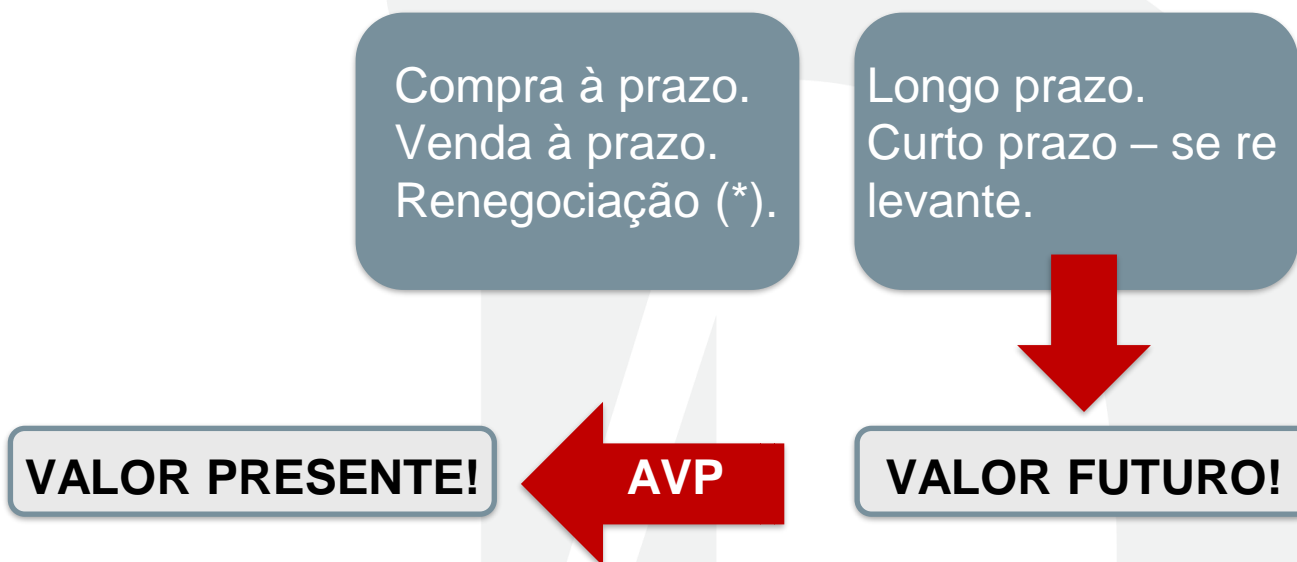 Compra à prazo.
Venda à prazo.
Renegociação (*).
Longo prazo.
Curto prazo – se re
levante.
VALOR PRESENTE!
AVP
VALOR FUTURO!